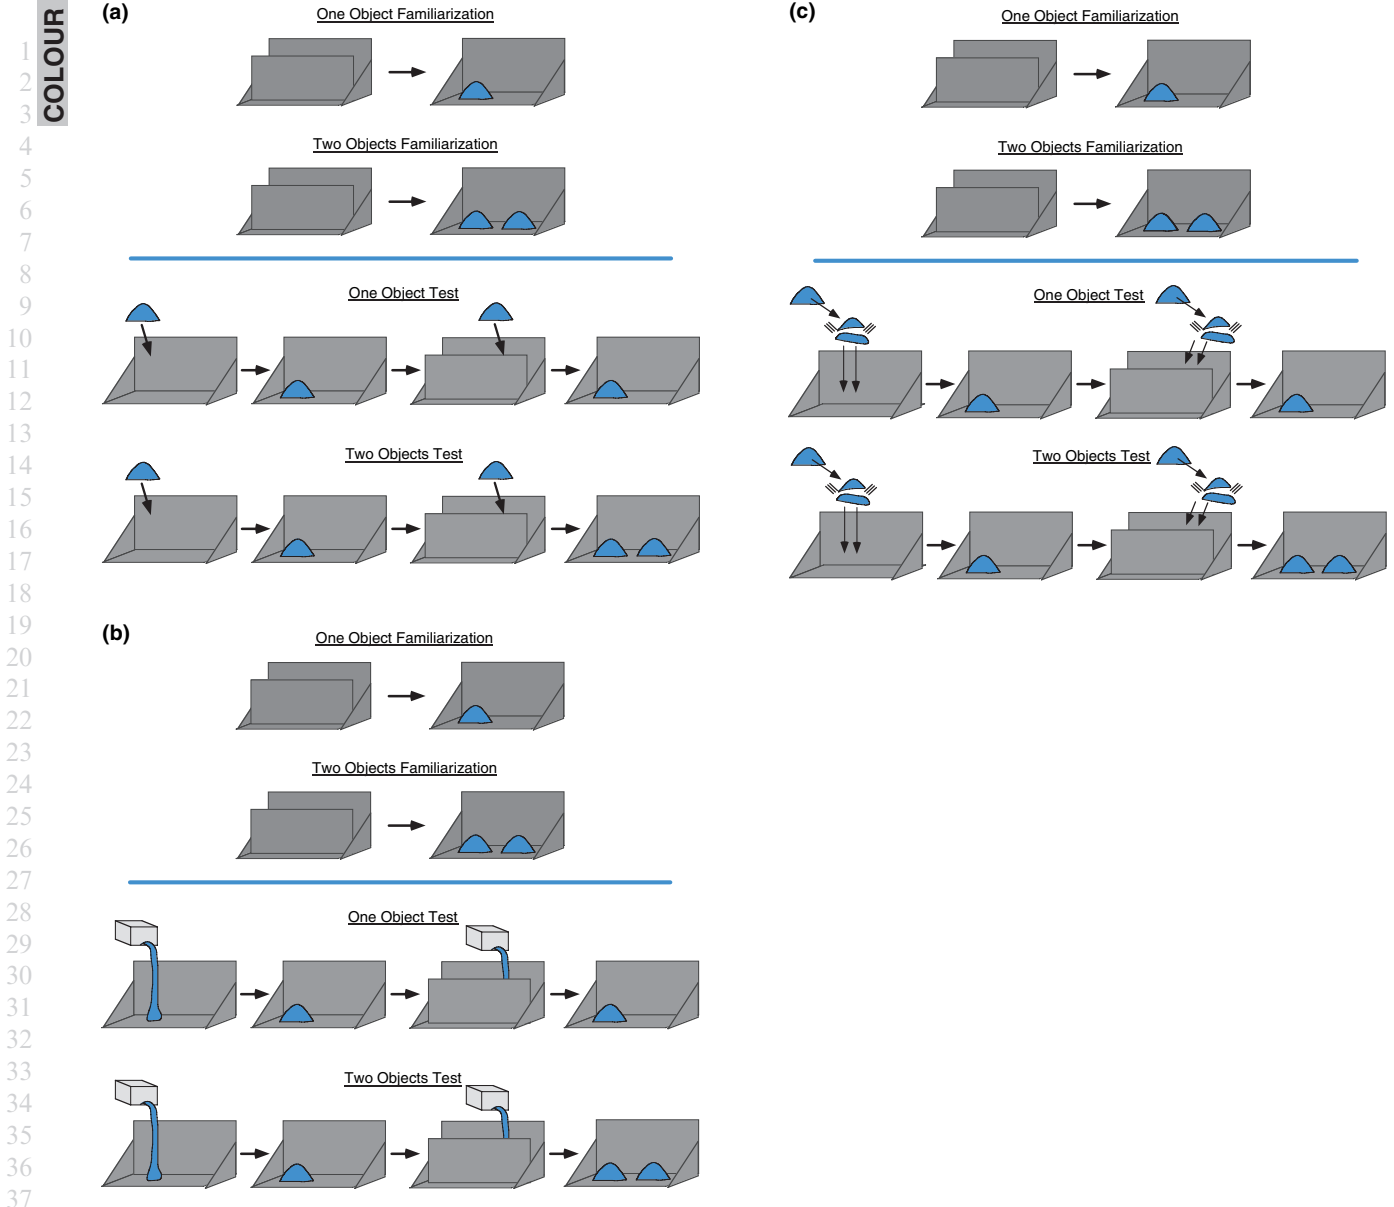 COLOUR
1
2
3
4
5
6
7
8
9
10
11
12
13
14
15
16
17
18
19
20
21
22
23
24
25
26
27
28
29
30
31
32
33
34
35
36
37
(a)
One Object Familiarization
Two Objects Familiarization
One Object Test
Two Objects Test
(b)
One Object Familiarization
Two Objects Familiarization
One Object Test
Two Objects Test
(c)
One Object Familiarization
Two Objects Familiarization
One Object Test
Two Objects Test